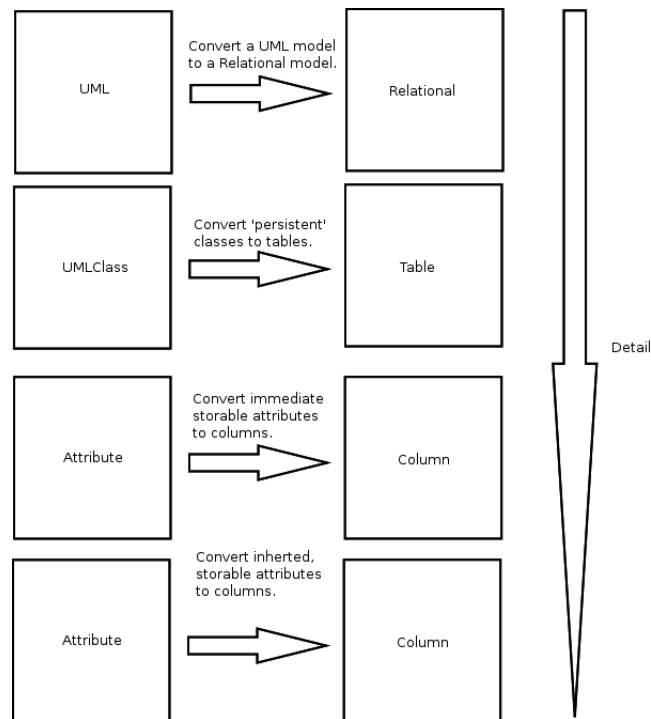 Convert a UML model
to a Relational model.
UML
Relational
Convert 'persistent'
classes to tables.
UMLClass
Table
Detail
Convert immediate
storable attributes
to columns.
Attribute
Column
Convert inherted,
storable attributes
to columns.
Attribute
Column